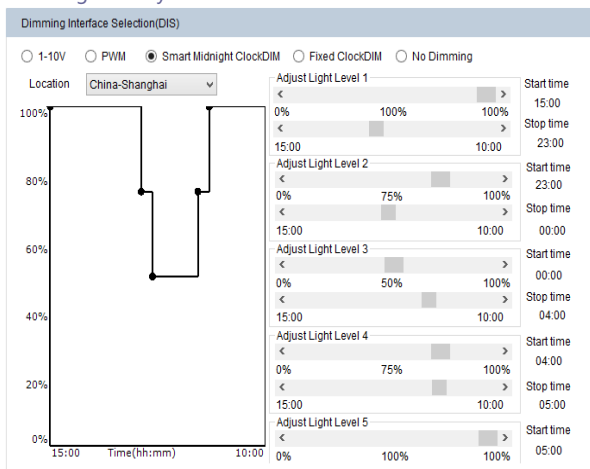 Dimming Interface Selection(DIS)
1-10V PWM Smart Midnight ClockDIM Fixed ClockDIM No Dimming
Location China-Shanghai
100%
80%
60%
40%
20%
0%
15:00 Time(hh:mm) 10:00
Adjust Light Level 1
0% 100% 100%
15:00 10:00
Start time
15:00
Stop time
23:00
Adjust Light Level 2
0% 75% 100%
15:00 10:00
Start time
23:00
Stop time
00:00
Adjust Light Level 3
0% 50% 100%
15:00 10:00
Start time
00:00
Stop time
04:00
Adjust Light Level 4
0% 75% 100%
15:00 10:00
Start time
04:00
Stop time
05:00
Adjust Light Level 5
0% 100% 100%
Start time
05:00